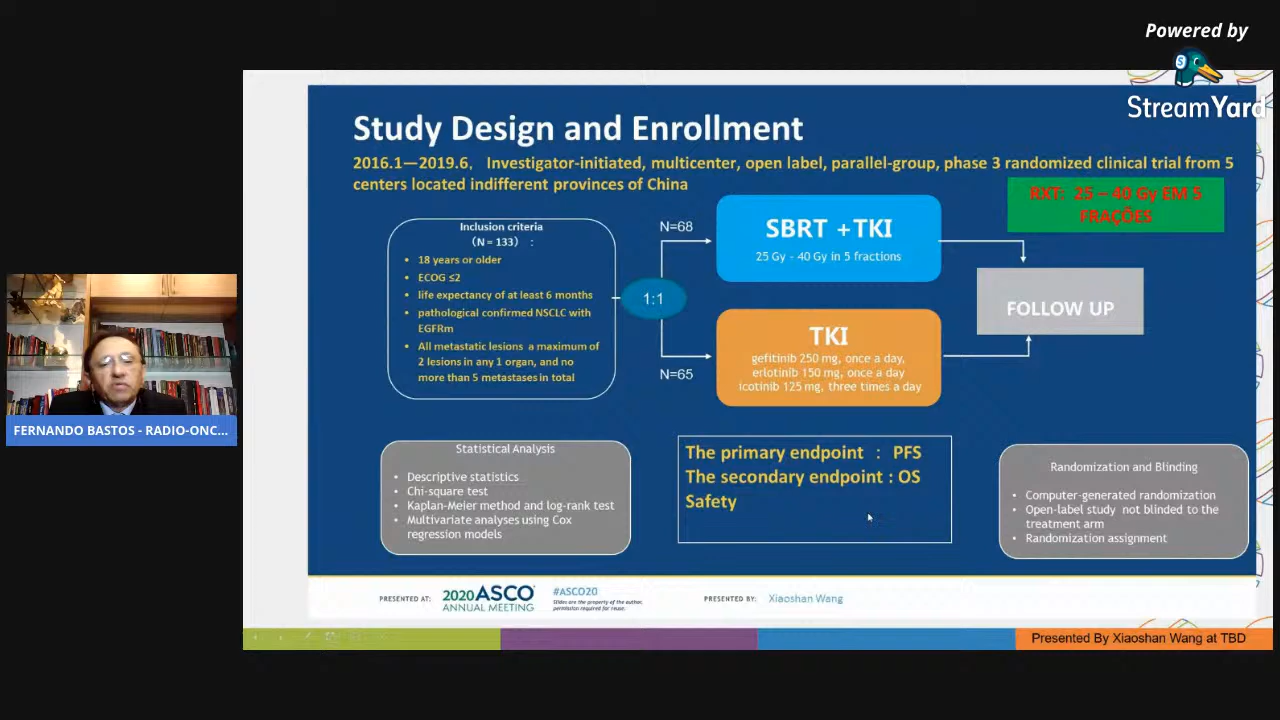 Powered by
StreamYard
Study Design and Enrollment
2016.1—2019.6, Investigator-initiated, multicenter, open label, parallel-group, phase 3 randomized clinical trial from 5
centers located indifferent provinces of China
RXT: 25 – 40 Gy EM 5
FRAÇÕES
Inclusion criteria
(N = 133) :
• 18 years or older
• ECOG ≤2
• life expectancy of at least 6 months
• pathological confirmed NSCLC with
EGFRm
• All metastatic lesions a maximum of
2 lesions in any 1 organ, and no
more than 5 metastases in total
1:1
N=68
SBRT +TKI
25 Gy - 40 Gy in 5 fractions
N=65
TKI
gefitinib 250 mg, once a day,
erlotinib 150 mg, once a day
icotinib 125 mg, three times a day
FOLLOW UP
FERNANDO BASTOS - RADIO-ONC...
Statistical Analysis
• Descriptive statistics
• Chi-square test
• Kaplan-Meier method and log-rank test
• Multivariate analyses using Cox
regression models
The primary endpoint : PFS
The secondary endpoint : OS
Safety
Randomization and Blinding
• Computer-generated randomization
• Open-label study not blinded to the
treatment arm
• Randomization assignment
PRESENTED AT:
2020 ASCO
ANNUAL MEETING
#ASCO20
Slides are the property of the author,
permission required for reuse.
PRESENTED BY: Xiaoshan Wang
Presented By Xiaoshan Wang at TBD